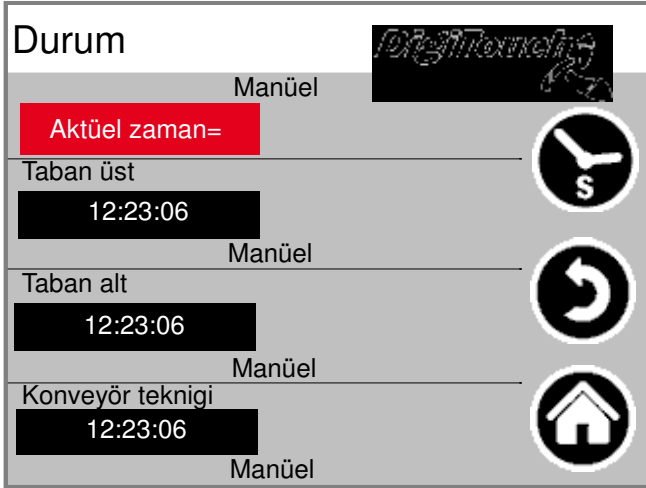 Durum
DigiTouch
Manüel
Aktüel zaman=
Taban üst
S
12:23:06
Manüel
Taban alt
12:23:06
Manüel
Konveyör teknigi
12:23:06
Manüel